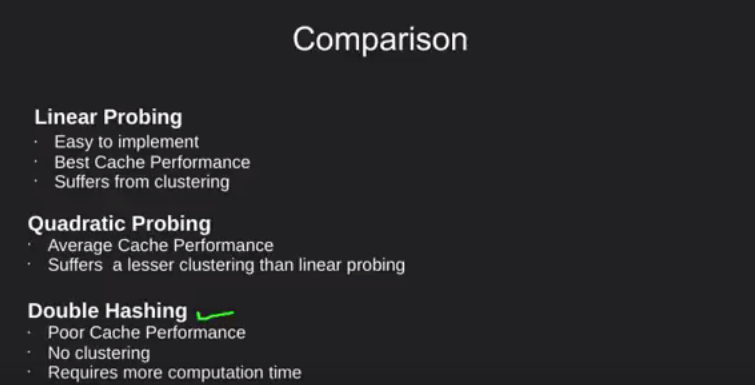 Comparison
Linear Probing
· Easy to implement
· Best Cache Performance
· Suffers from clustering
Quadratic Probing
· Average Cache Performance
· Suffers a lesser clustering than linear probing
Double Hashing
· Poor Cache Performance
· No clustering
· Requires more computation time